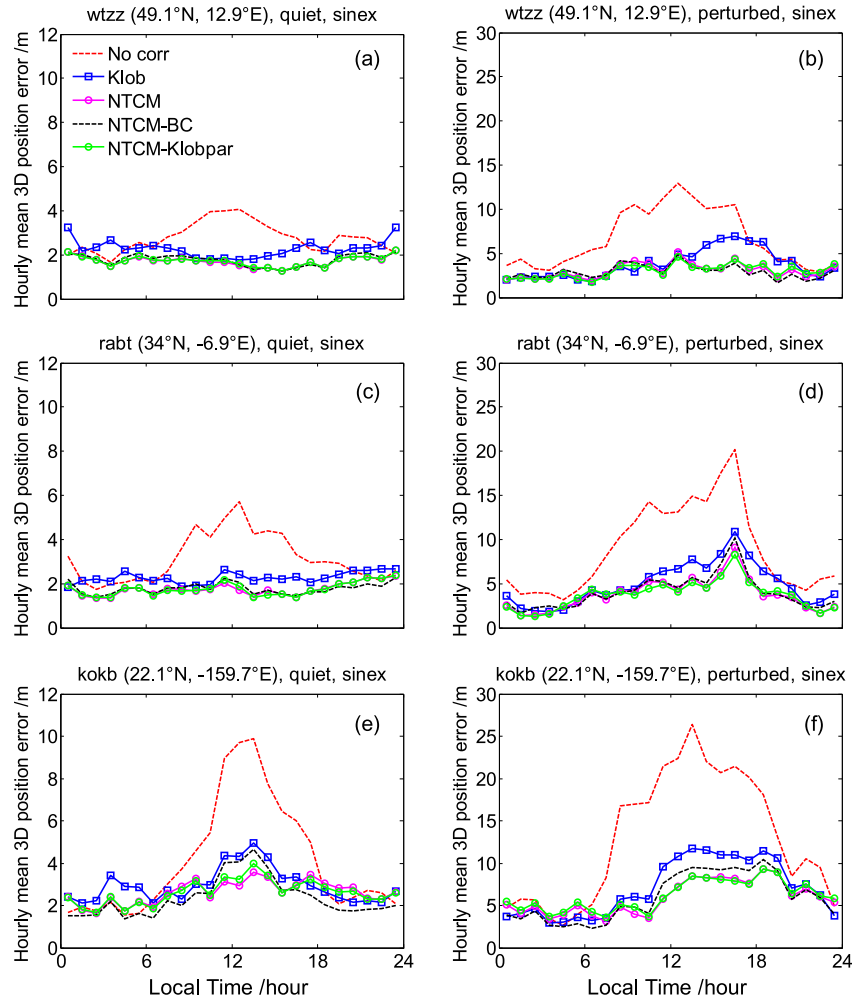 wtzz (49.1°N, 12.9°E), quiet, sinex
12
10
8
6
4
2
0
Hourly mean 3D position error /m
(a)
No corr
Klob
NTCM
NTCM-BC
NTCM-Klobpar
wtzz (49.1°N, 12.9°E), perturbed, sinex
30
25
20
15
10
5
0
Hourly mean 3D position error /m
(b)
rabt (34°N, -6.9°E), quiet, sinex
12
10
8
6
4
2
0
Hourly mean 3D position error /m
(c)
rabt (34°N, -6.9°E), perturbed, sinex
30
25
20
15
10
5
0
Hourly mean 3D position error /m
(d)
kokb (22.1°N, -159.7°E), quiet, sinex
12
10
8
6
4
2
0
Hourly mean 3D position error /m
(e)
0 6 12 18 24
Local Time /hour
kokb (22.1°N, -159.7°E), perturbed, sinex
30
25
20
15
10
5
0
Hourly mean 3D position error /m
(f)
0 6 12 18 24
Local Time /hour